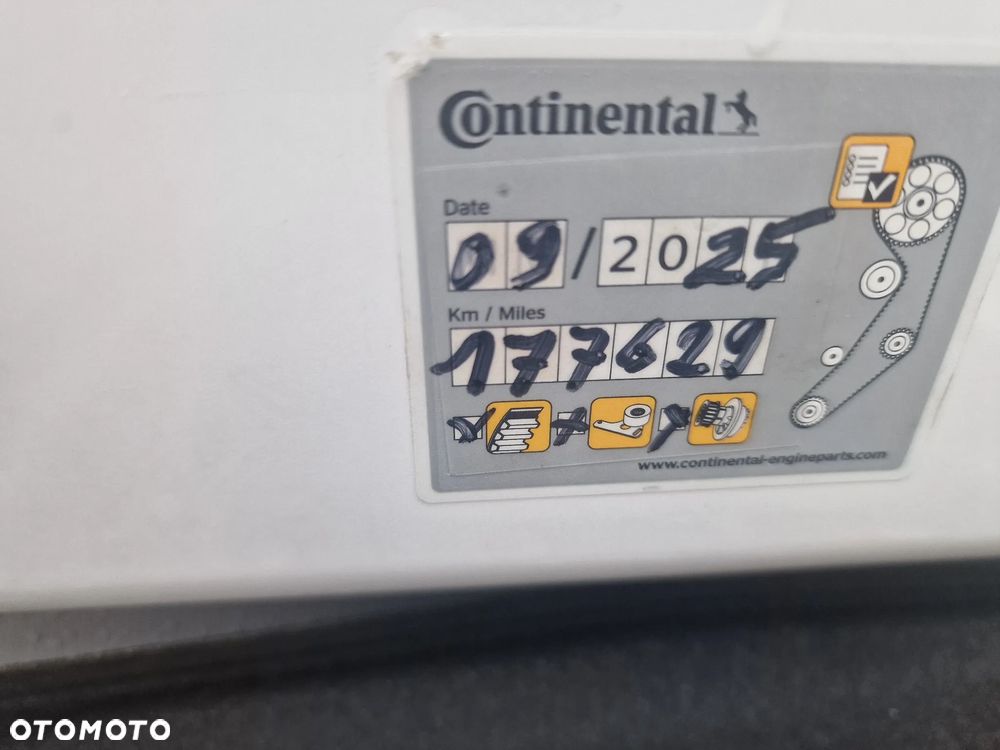 Continental
Date
09/2025
Km / Miles
177629
www.continental-engineparts.com
OTOMOTO